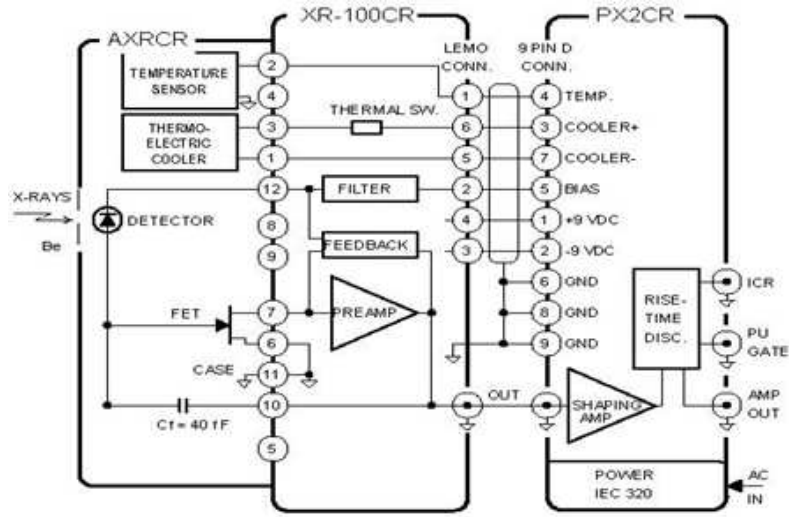 XR-100CR
PX2CR
AXRCR
LEMO
CONN.
9 PIN D
CONN.
TEMPERATURE
SENSOR
2
4
1
4
TEMP.
THERMO-
ELECTRIC
COOLER
3
THERMAL SW.
6
3
COOLER+
1
5
7
COOLER-
X-RAYS
12
FILTER
2
5
BIAS
DETECTOR
8
4
1
+9 VDC
Be
9
FEEDBACK
3
2
-9 VDC
6
GND
RISE-
TIME
DISC.
ICR
FET
7
PREAMP
8
GND
6
9
GND
PU
GATE
CASE
11
10
OUT
SHAPING
AMP
AMP
OUT
Cf = 40 fF
5
POWER
IEC 320
AC
IN